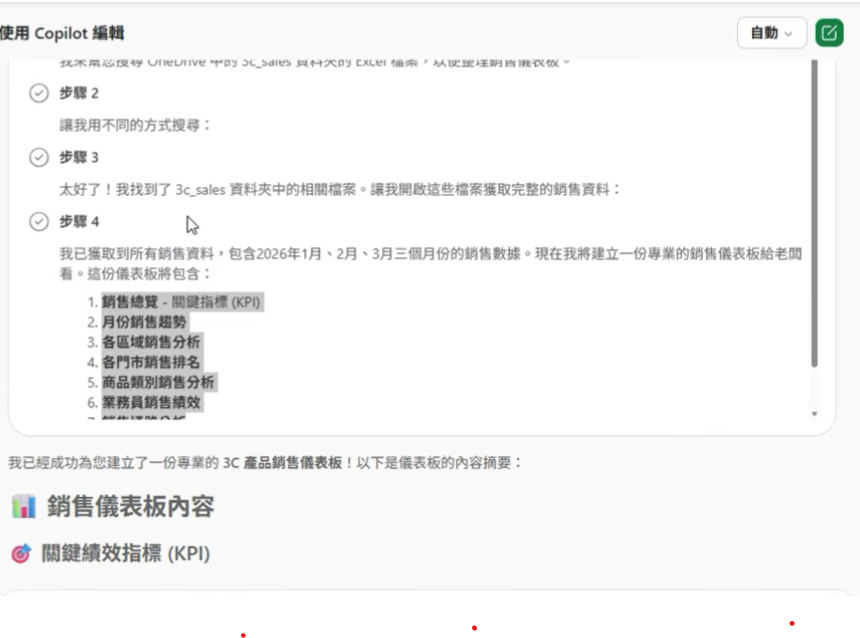 使用 Copilot 編輯
自動
我來幫您搜尋 OneDrive 中的 3c_sales 資料夾的 Excel 檔案，以便整理銷售儀表板。
步驟 2
讓我用不同的方式搜尋：
步驟 3
太好了！我找到了 3c_sales 資料夾中的相關檔案。讓我開啟這些檔案獲取完整的銷售資料：
步驟 4
我已獲取到所有銷售資料，包含2026年1月、2月、3月三個月份的銷售數據。現在我將建立一份專業的銷售儀表板給老闆
看。這份儀表板將包含：
1. 銷售總覽 - 關鍵指標 (KPI)
2. 月份銷售趨勢
3. 各區域銷售分析
4. 各門市銷售排名
5. 商品類別銷售分析
6. 業務員銷售績效
7. 銷售通路分析
我已經成功為您建立了一份專業的 3C 產品銷售儀表板！以下是儀表板的內容摘要：
銷售儀表板內容
關鍵績效指標 (KPI)